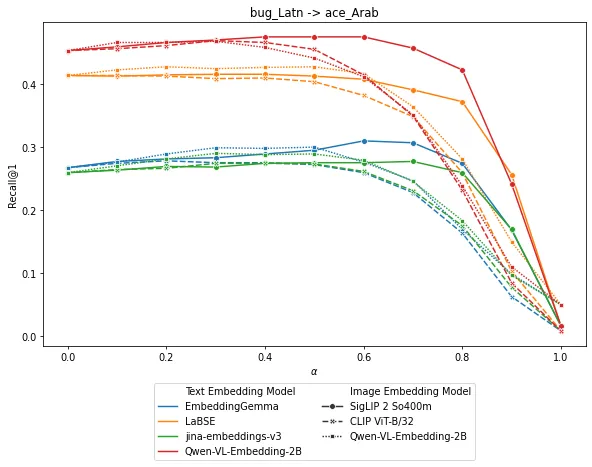 bug_Latn -> ace_Arab
Recall@1
0.4
0.3
0.2
0.1
0.0
0.0 0.2 0.4 0.6 0.8 1.0
α
Text Embedding Model
EmbeddingGemma
LaBSE
jina-embeddings-v3
Qwen-VL-Embedding-2B
Image Embedding Model
SigLIP 2 So400m
CLIP ViT-B/32
Qwen-VL-Embedding-2B